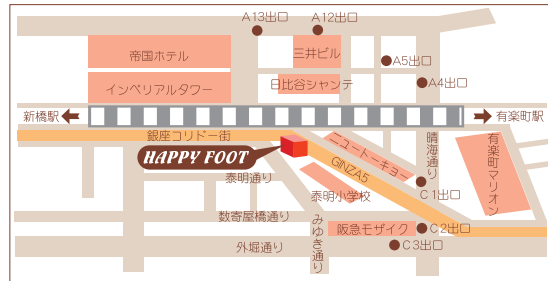 A13出口
A12出口
帝国ホテル
三井ビル
A5出口
インペリアルタワー
日比谷シャンテ
A4出口
新橋駅
有楽町駅
銀座コリドー街
HAPPY FOOT
ニュートーキョー
晴海通り
有楽町マリオン
GINZA5
泰明通り
泰明小学校
C1出口
数寄屋橋通り
みゆき通り
阪急モザイク
C2出口
外堀通り
C3出口